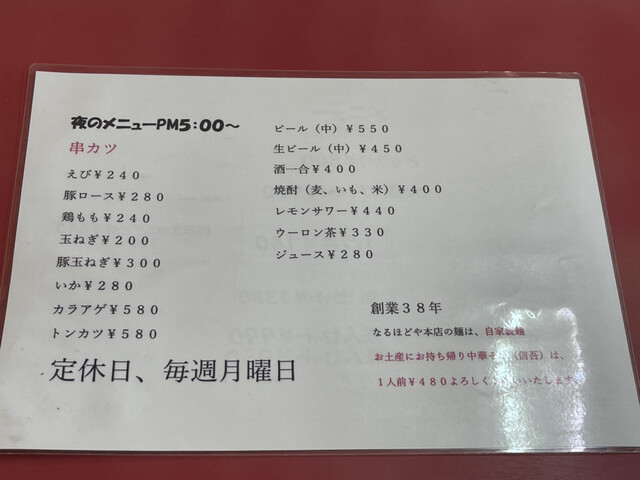 夜のメニューPM5:00～
串カツ
えび￥２４０
豚ロース￥２８０
鶏もも￥２４０
玉ねぎ￥２００
豚玉ねぎ￥３００
いか￥２８０
カラアゲ￥５８０
トンカツ￥５８０
定休日、毎週月曜日
ビール（中）￥５５０
生ビール（中）￥４５０
酒一合￥４００
焼酎（麦、いも、米）￥４００
レモンサワー￥４４０
ウーロン茶￥３３０
ジュース￥２８０
創業３８年
なるほどや本店の麺は、自家製麺
お土産にお持ち帰り中華そ（信吾）は、
１人前￥４８０よろしくいいたします